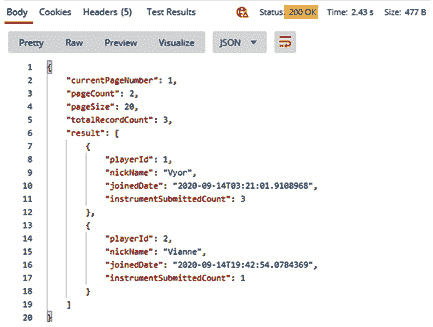 Body Cookies Headers (5) Test Results Status: 200 OK Time: 2.43 s Size: 477 B
Pretty Raw Preview Visualize JSON
1 {
2 "currentPageNumber": 1,
3 "pageCount": 2,
4 "pageSize": 20,
5 "totalRecordCount": 3,
6 "result": [
7 {
8 "playerId": 1,
9 "nickName": "Vyor",
10 "joinedDate": "2020-09-14T03:21:01.9108968",
11 "instrumentSubmittedCount": 3
12 },
13 {
14 "playerId": 2,
15 "nickName": "Vianne",
16 "joinedDate": "2020-09-14T19:42:54.0784369",
17 "instrumentSubmittedCount": 1
18 }
19 ]
20 }